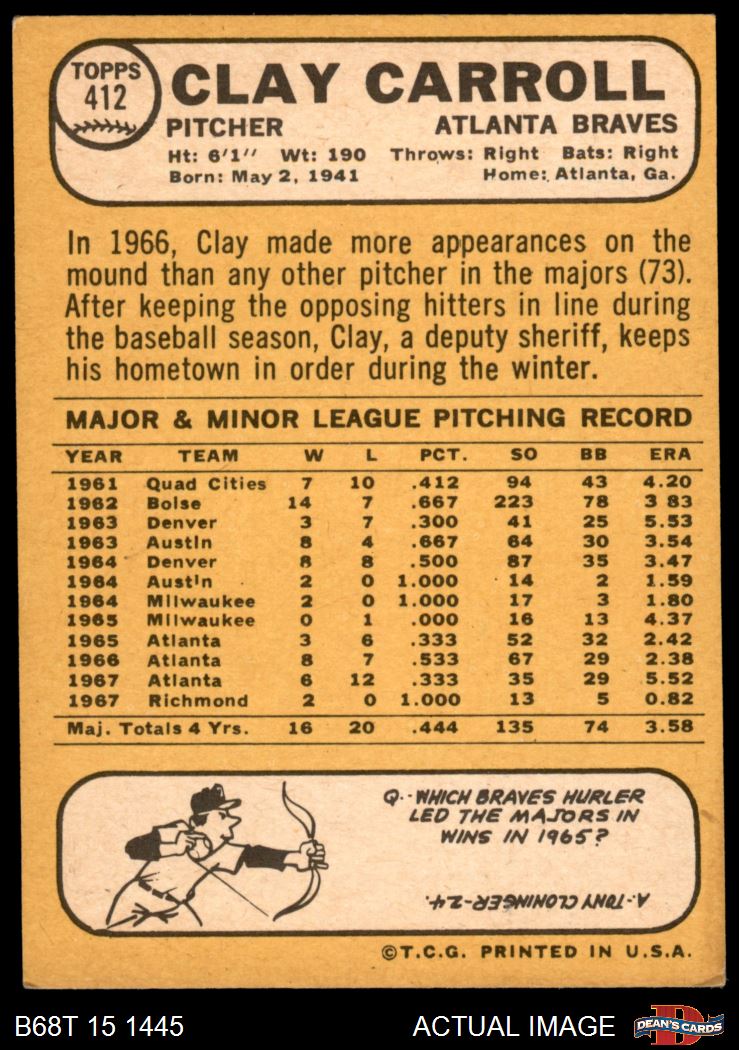 TOPPS
412
CLAY CARROLL
PITCHER ATLANTA BRAVES
Ht: 6'1" Wt: 190 Throws: Right Bats: Right
Born: May 2, 1941 Home: Atlanta, Ga.
In 1966, Clay made more appearances on the
mound than any other pitcher in the majors (73).
After keeping the opposing hitters in line during
the baseball season, Clay, a deputy sheriff, keeps
his hometown in order during the winter.
MAJOR & MINOR LEAGUE PITCHING RECORD
YEAR TEAM W L PCT. SO BB ERA
1961 Quad Cities 7 10 .412 94 43 4.20
1962 Boise 14 7 .667 223 78 3 83
1963 Denver 3 7 .300 41 25 5.53
1963 Austin 8 4 .667 64 30 3.54
1964 Denver 8 8 .500 87 35 3.47
1964 Austin 2 0 1.000 14 2 1.59
1964 Milwaukee 2 0 1.000 17 3 1.80
1965 Milwaukee 0 1 .000 16 13 4.37
1965 Atlanta 3 6 .333 52 32 2.42
1966 Atlanta 8 7 .533 67 29 2.38
1967 Atlanta 6 12 .333 35 29 5.52
1967 Richmond 2 0 1.000 13 5 0.82
Maj. Totals 4 Yrs. 16 20 .444 135 74 3.58
Q-- WHICH BRAVES HURLER
LED THE MAJORS IN
WINS IN 1965?
A-TONY CLONINGER-24.
©T.C.G. PRINTED IN U.S.A.
B68T 15 1445 ACTUAL IMAGE DEAN'S CARDS